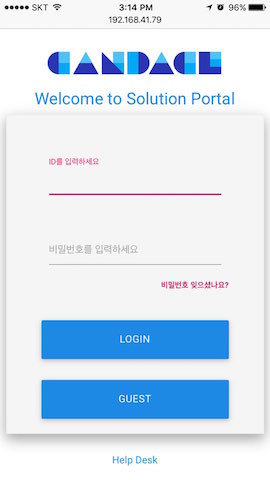 SKT 3:14 PM 96%
192.168.41.79
CANDACE
Welcome to Solution Portal
ID를 입력하세요
비밀번호를 입력하세요
비밀번호 잊으셨나요?
LOGIN
GUEST
Help Desk